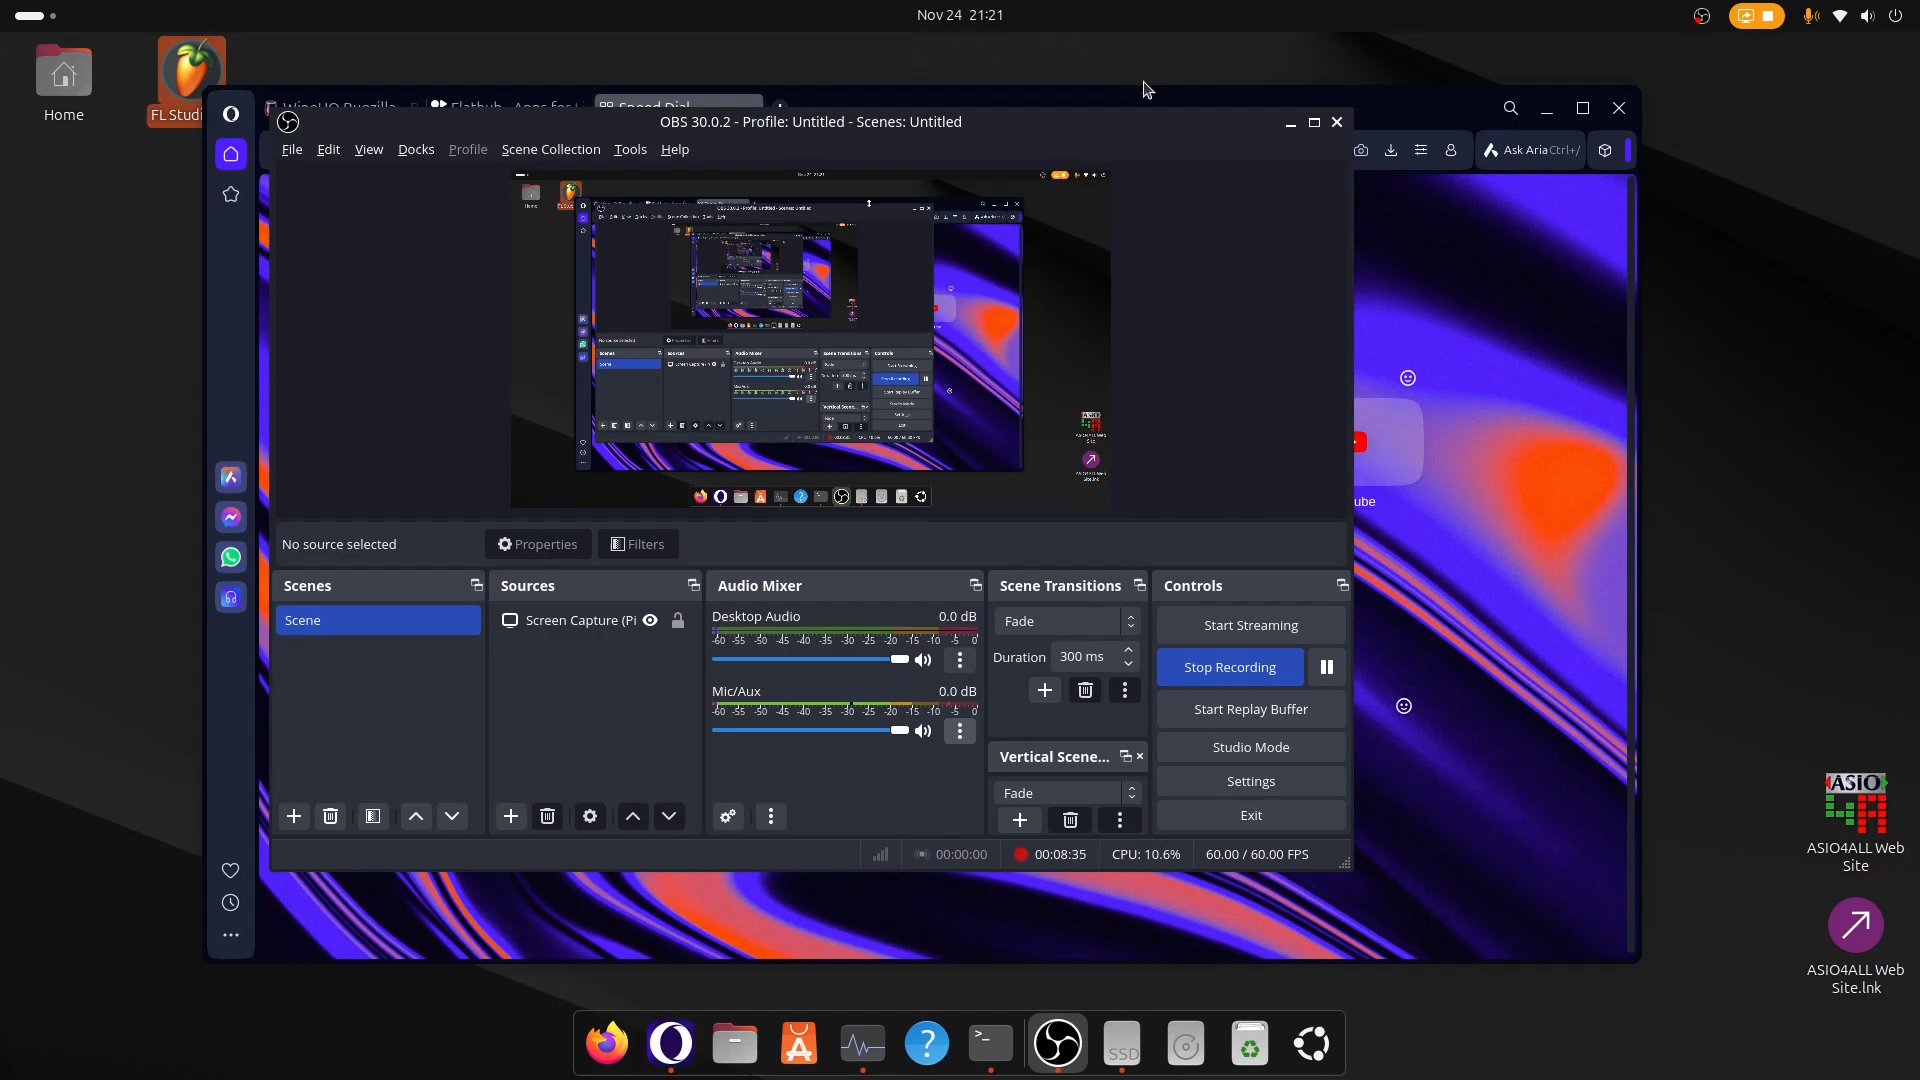 Nov 24 21:21
Home
FL Studi
Speed Dial
OBS 30.0.2 - Profile: Untitled - Scenes: Untitled
File Edit View Docks Profile Scene Collection Tools Help
Ask Aria Ctrl+/
No source selected
Properties
Filters
Scenes
Sources
Audio Mixer
Scene Transitions
Controls
Scene
Screen Capture (Pi
Desktop Audio 0.0 dB
-60 -55 -50 -45 -40 -35 -30 -25 -20 -15 -10 -5 0
Mic/Aux 0.0 dB
-60 -55 -50 -45 -40 -35 -30 -25 -20 -15 -10 -5 0
Fade
Duration 300 ms
Vertical Scene...
Fade
Start Streaming
Stop Recording
Start Replay Buffer
Studio Mode
Settings
Exit
00:00:00
00:08:35
CPU: 10.6%
60.00 / 60.00 FPS
ube
ASIO
ASIO4ALL Web
Site
ASIO4ALL Web
Site.lnk
SSD